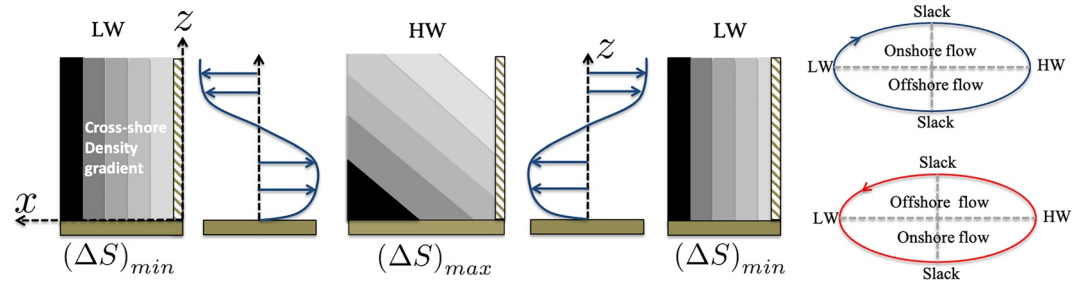 LW
z
HW
z
LW
Cross-shore
Density
gradient
x
(ΔS)min
(ΔS)max
(ΔS)min
Slack
Onshore flow
LW
HW
Offshore flow
Slack
Slack
Offshore flow
LW
HW
Onshore flow
Slack